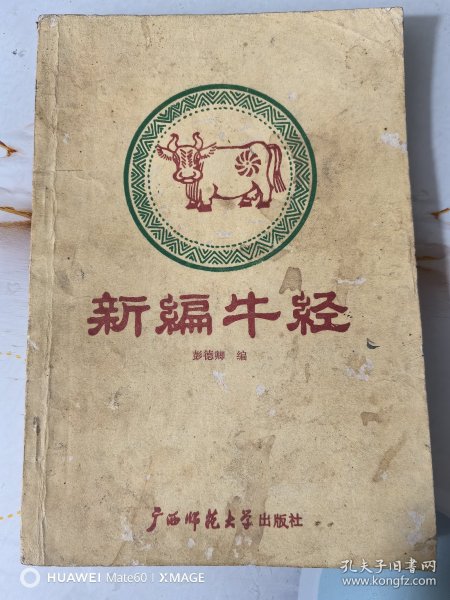 新编牛经
彭德卿 编
广西师范大学出版社
HUAWEI Mate60 | XMAGE
孔夫子旧书网
www.kongfz.com